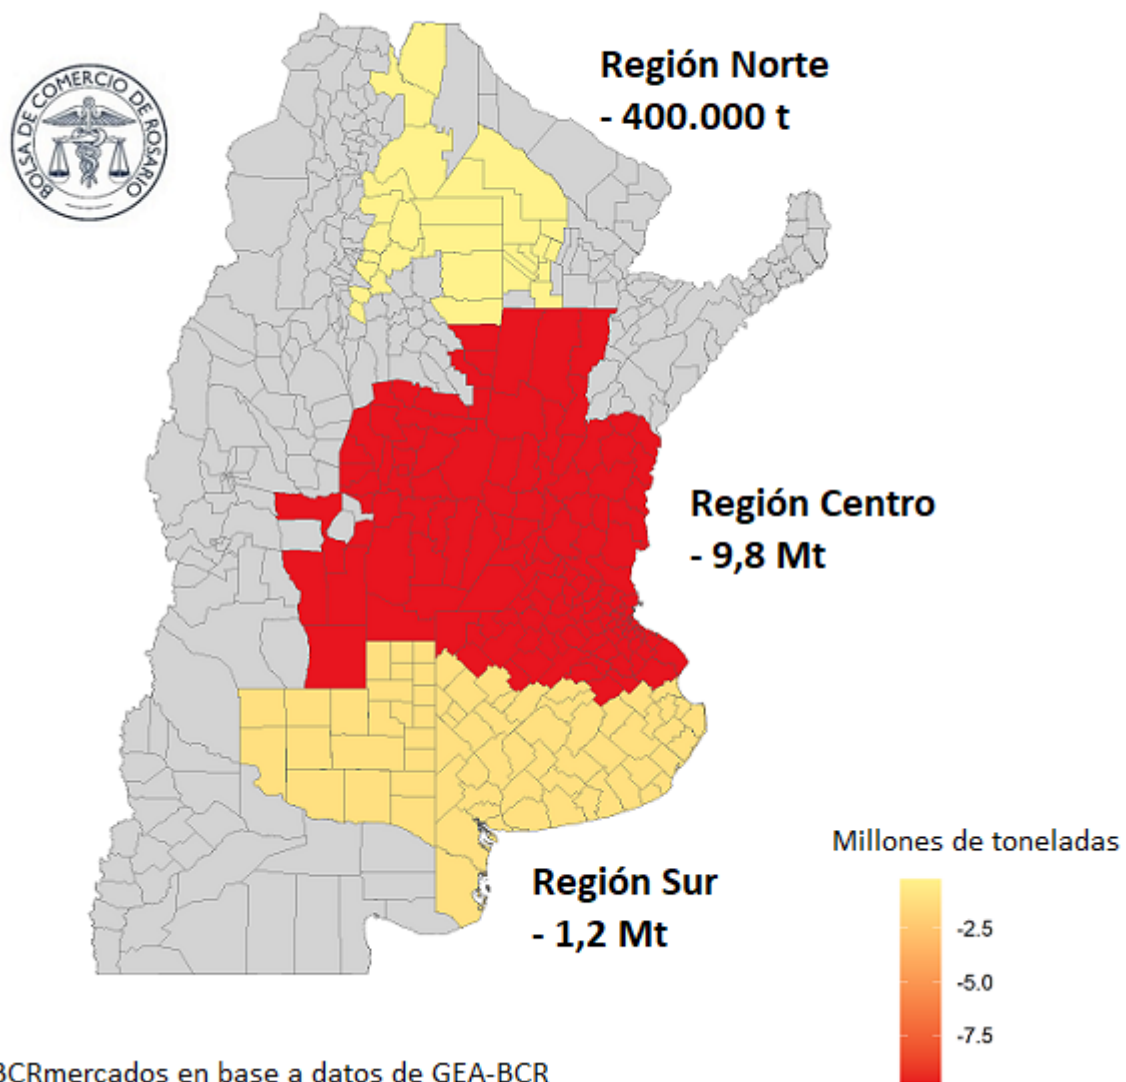 BOLSA DE COMERCIO DE ROSARIO
Región Norte
- 400.000 t
Región Centro
- 9,8 Mt
Región Sur
- 1,2 Mt
Millones de toneladas
-2.5
-5.0
-7.5
BCRmercados en base a datos de GEA-BCR